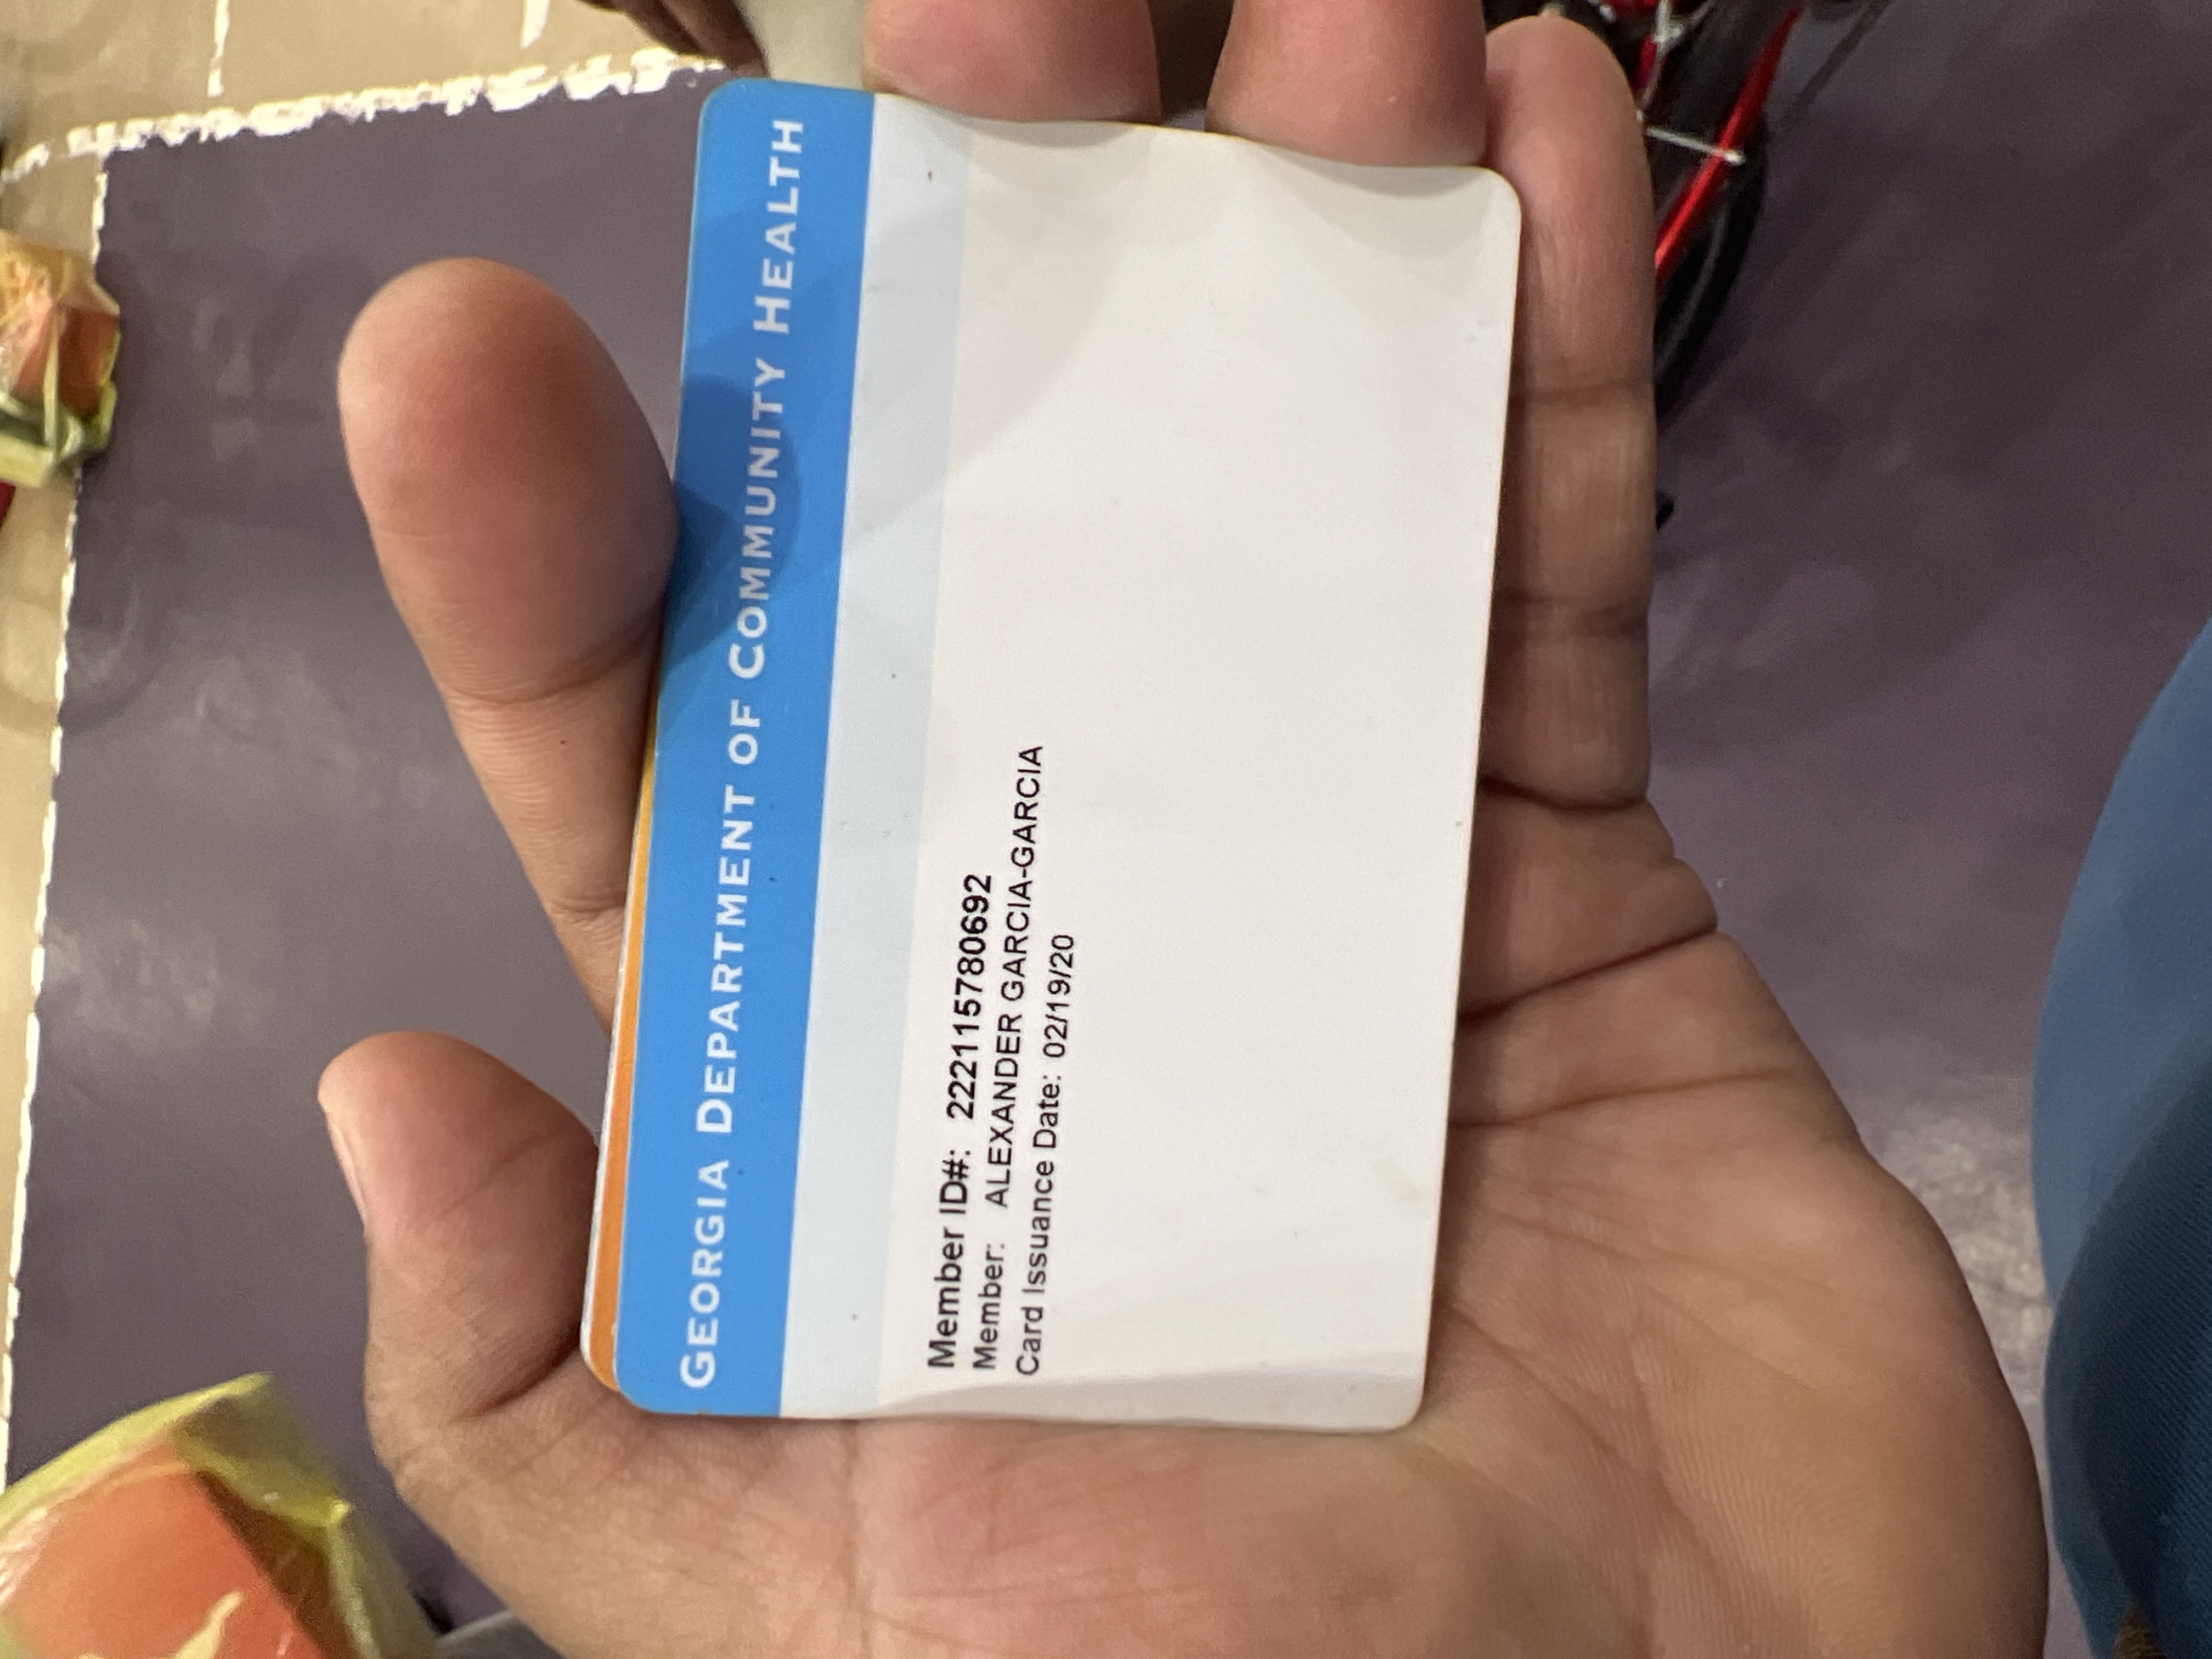 GEORGIA DEPARTMENT OF COMMUNITY HEALTH
Member ID#: 222115780692
Member: ALEXANDER GARCIA-GARCIA
Card Issuance Date: 02/19/20